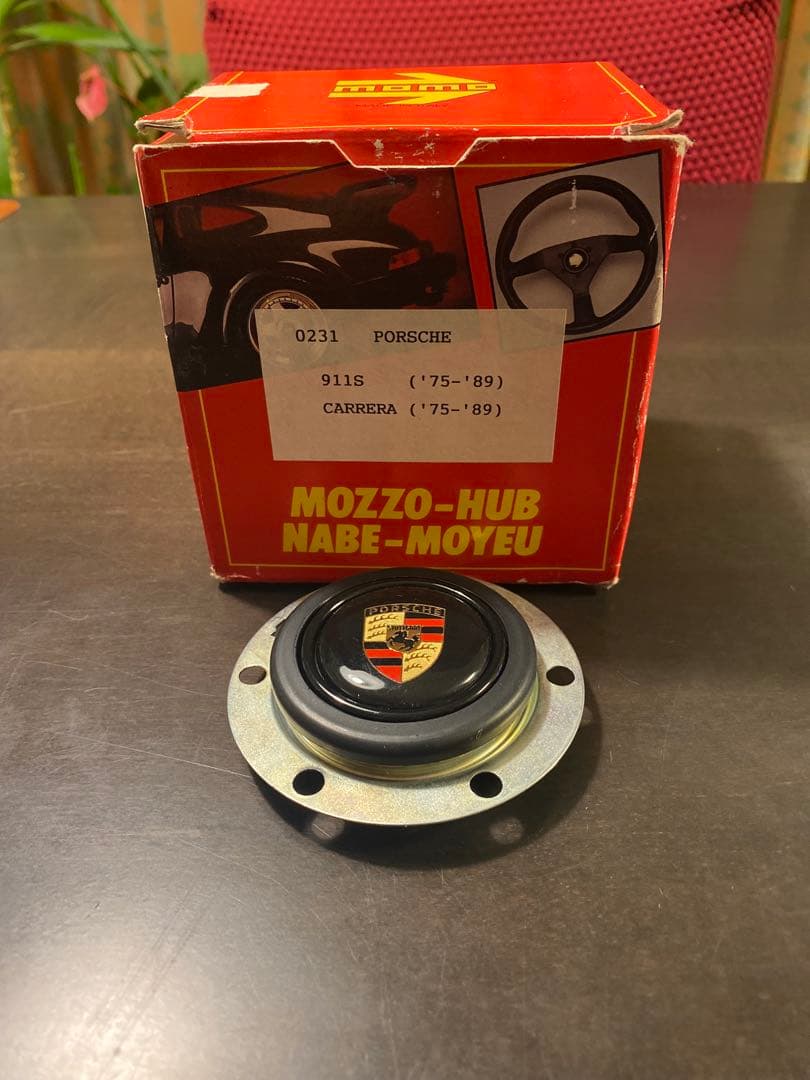 momo
0231 PORSCHE
911S ('75-'89)
CARRERA ('75-'89)
MOZZO-HUB
NABE-MOYEU
PORSCHE